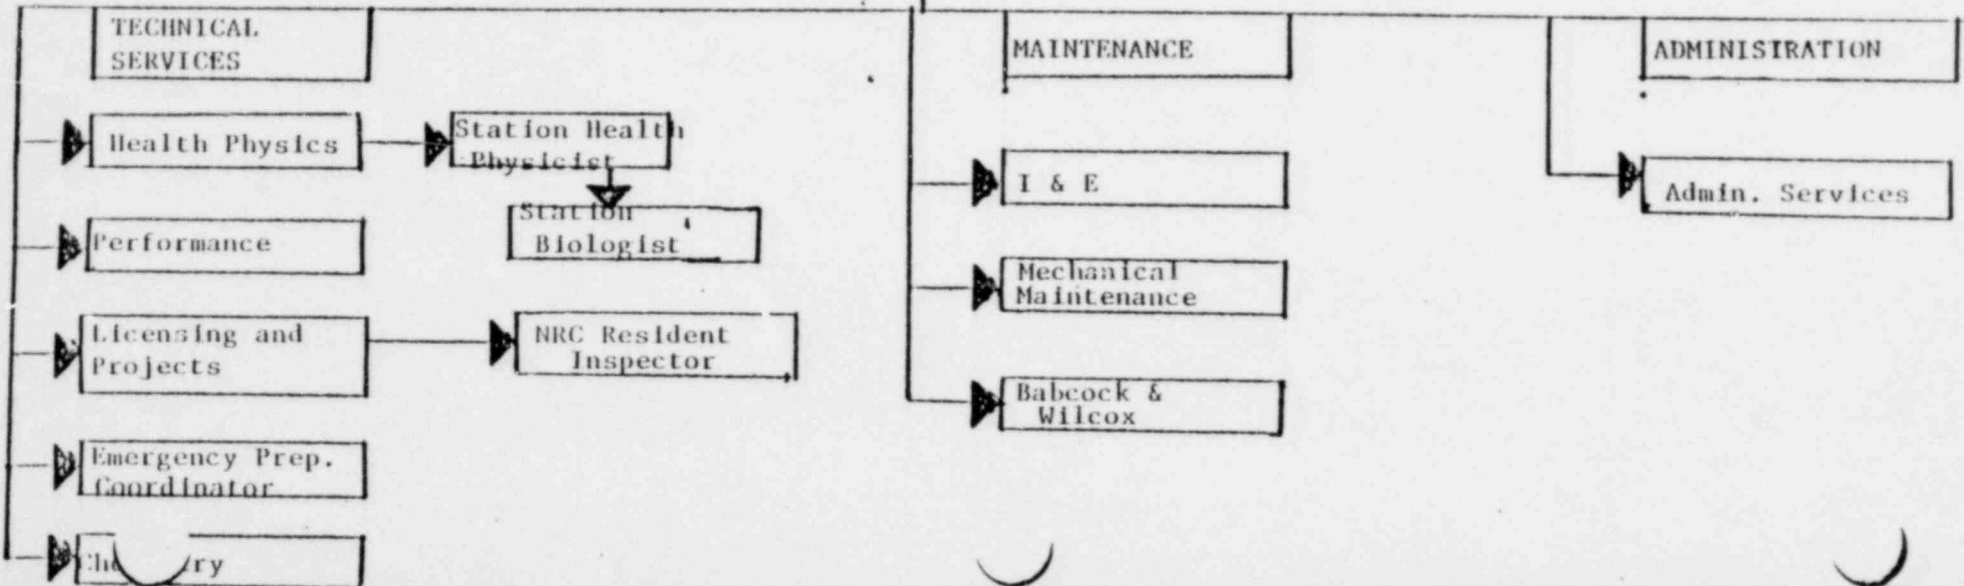 TECHNICAL
SERVICES
Health Physics
Station Health
Physicist
Station
Biologist
Performance
Licensing and
Projects
NRC Resident
Inspector
Emergency Prep.
Coordinator
MAINTENANCE
I & E
Mechanical
Maintenance
Babcock &
Wilcox
ADMINISTRATION
Admin. Services